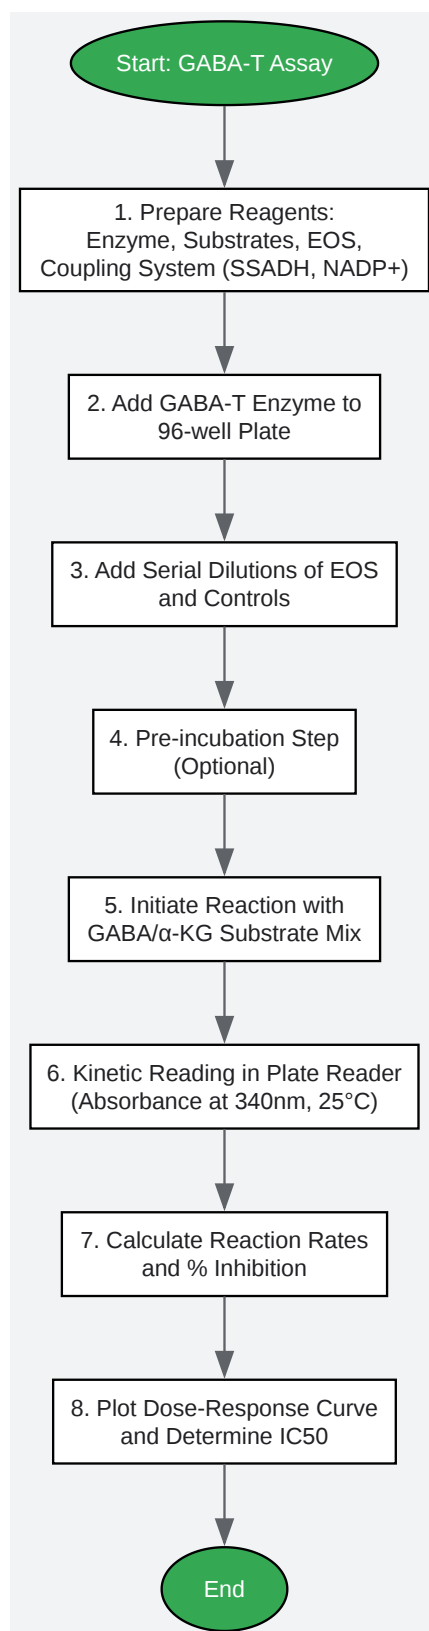 Start: GABA-T Assay
1. Prepare Reagents:
Enzyme, Substrates, EOS,
Coupling System (SSADH, NADP+)
2. Add GABA-T Enzyme to
96-well Plate
3. Add Serial Dilutions of EOS
and Controls
4. Pre-incubation Step
(Optional)
5. Initiate Reaction with
GABA/α-KG Substrate Mix
6. Kinetic Reading in Plate Reader
(Absorbance at 340nm, 25°C)
7. Calculate Reaction Rates
and % Inhibition
8. Plot Dose-Response Curve
and Determine IC50
End